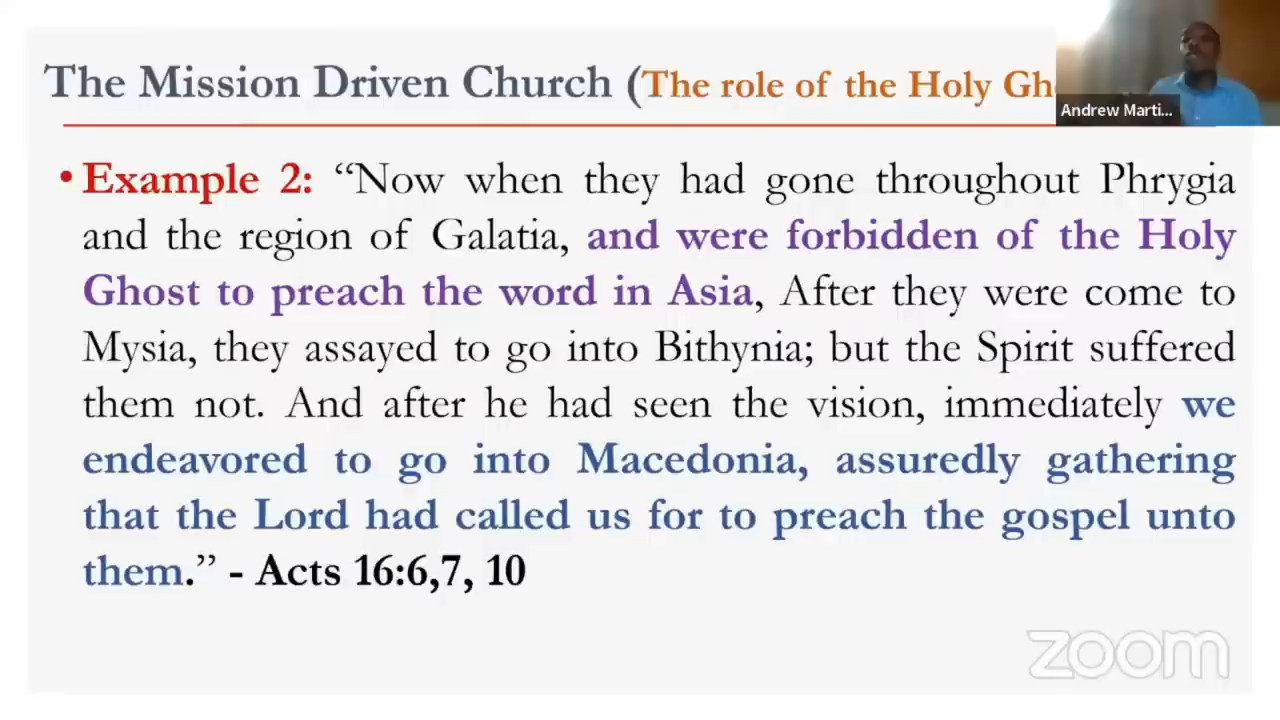 The Mission Driven Church (The role of the Holy Gh
Andrew Marti...
• Example 2: “Now when they had gone throughout Phrygia
and the region of Galatia, and were forbidden of the Holy
Ghost to preach the word in Asia, After they were come to
Mysia, they assayed to go into Bithynia; but the Spirit suffered
them not. And after he had seen the vision, immediately we
endeavored to go into Macedonia, assuredly gathering
that the Lord had called us for to preach the gospel unto
them.” - Acts 16:6,7, 10
zoom